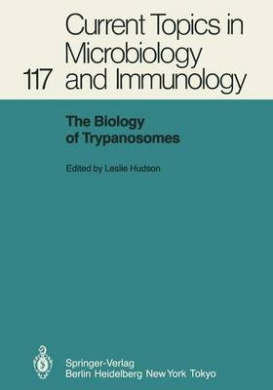 Current Topics in
Microbiology
117 and Immunology
The Biology
of Trypanosomes
Edited by Leslie Hudson
Springer-Verlag
Berlin Heidelberg New York Tokyo